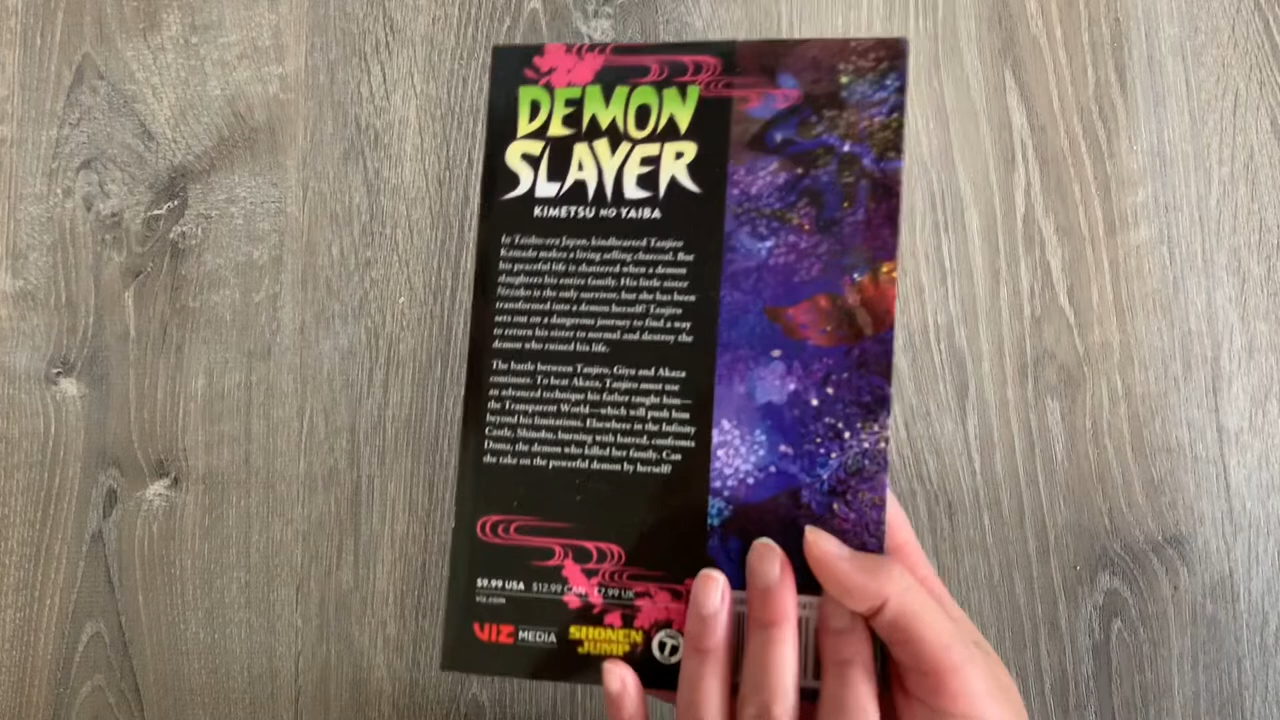 DEMON
SLAYER
KIMETSU NO YAIBA
In Taisho-era Japan, kindhearted Tanjiro
Kamado makes a living selling charcoal. But
his peaceful life is shattered when a demon
slaughters his entire family. His little sister
Nezuko is the only survivor, but she has been
transformed into a demon herself! Tanjiro
sets out on a dangerous journey to find a way
to return his sister to normal and destroy the
demon who ruined his life.
The battle between Tanjiro, Giyu and Akaza
continues. To beat Akaza, Tanjiro must use
an advanced technique his father taught him—
the Transparent World—which will push him
beyond his limitations. Elsewhere in the Infinity
Castle, Shinobu, burning with hatred, confronts
Doma, the demon who killed her family. Can
she take on the powerful demon by herself?
$9.99 USA $12.99 CAN £7.99 UK
viz.com
VIZ MEDIA
SHONEN
JUMP
T